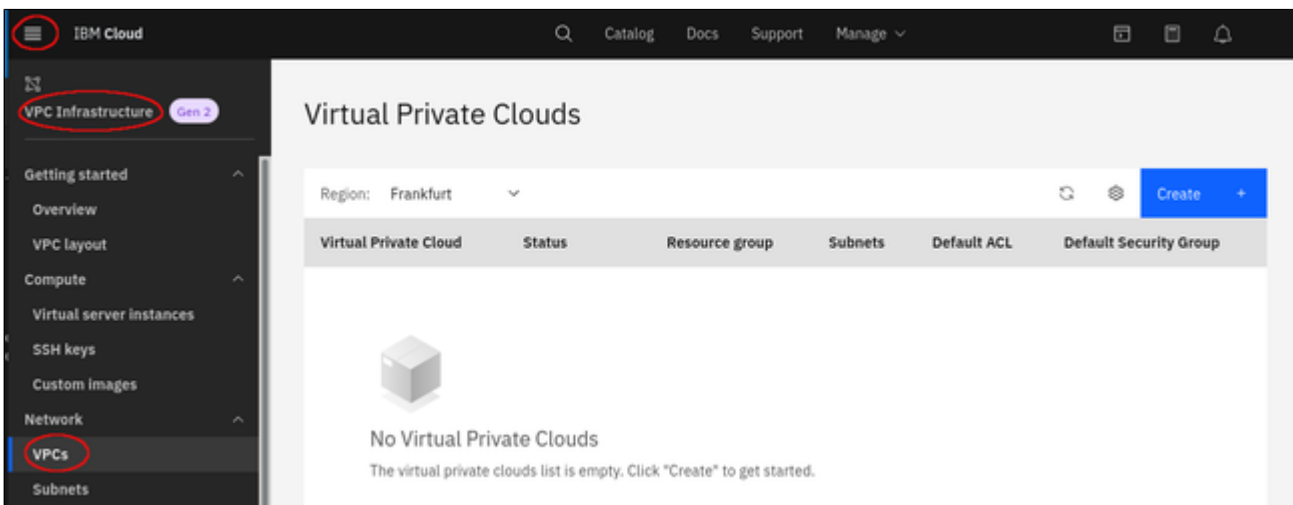 IBM Cloud
Catalog Docs Support Manage
VPC Infrastructure Gen 2
Getting started
Overview
VPC layout
Compute
Virtual server instances
SSH keys
Custom images
Network
VPCs
Subnets
Virtual Private Clouds
Region: Frankfurt
Create +
Virtual Private Cloud Status Resource group Subnets Default ACL Default Security Group
No Virtual Private Clouds
The virtual private clouds list is empty. Click "Create" to get started.